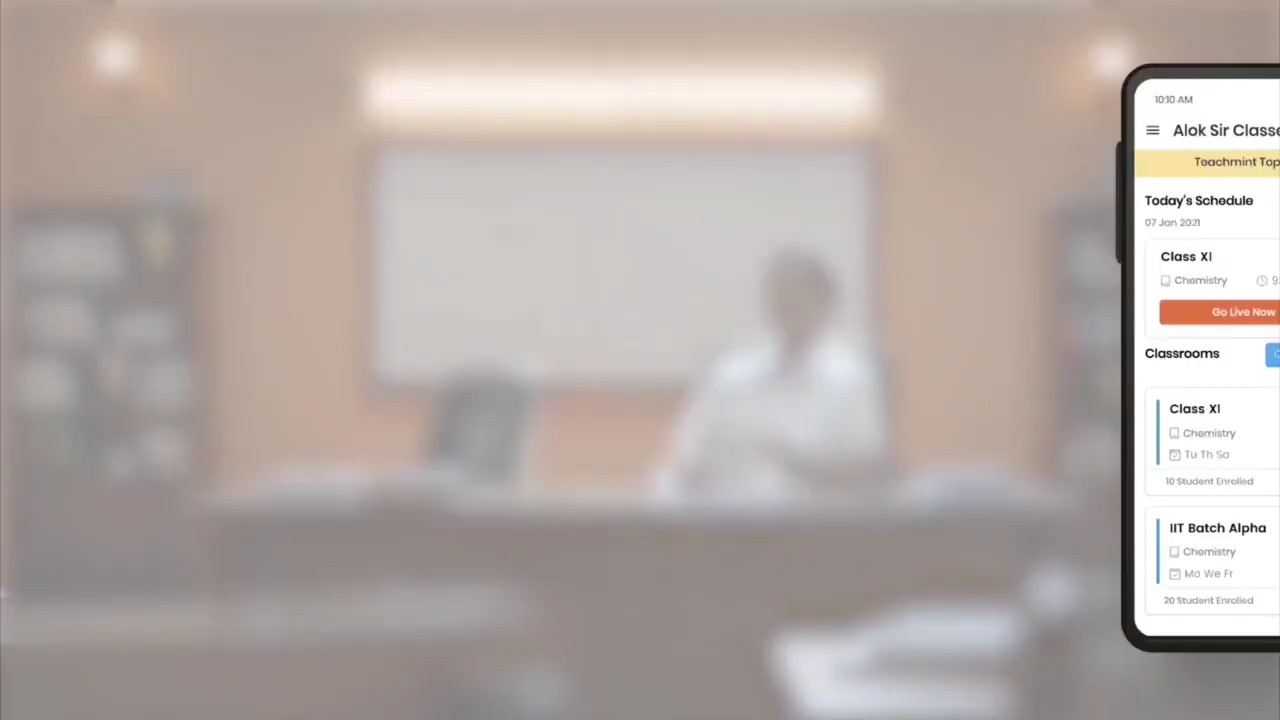 10:10 AM
Alok Sir Classe
Teachmint Top
Today's Schedule
07 Jan 2021
Class XI
Chemistry
Go Live Now
Classrooms
Class XI
Chemistry
Tu Th Sa
10 Student Enrolled
IIT Batch Alpha
Chemistry
Mo We Fr
20 Student Enrolled